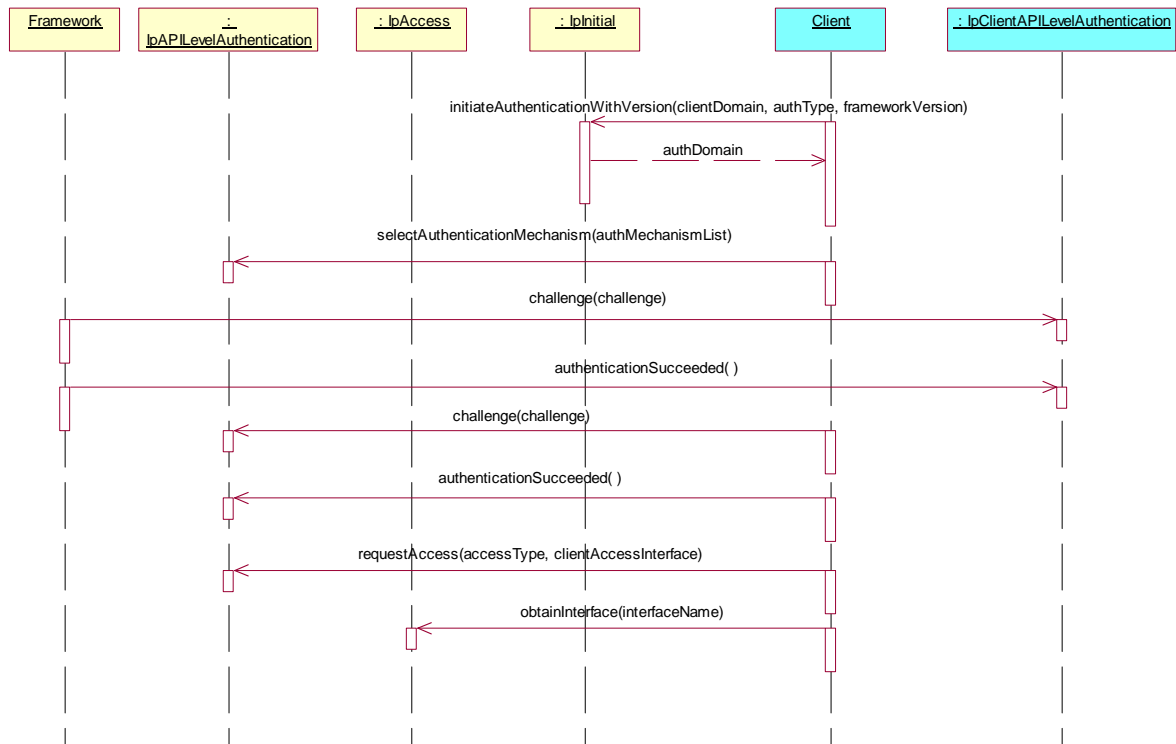 Framework
:
IpAPILevelAuthentication
: IpAccess
: IpInitial
Client
: IpClientAPILevelAuthentication
initiateAuthenticationWithVersion(clientDomain, authType, frameworkVersion)
authDomain
selectAuthenticationMechanism(authMechanismList)
challenge(challenge)
authenticationSucceeded( )
challenge(challenge)
authenticationSucceeded( )
requestAccess(accessType, clientAccessInterface)
obtainInterface(interfaceName)